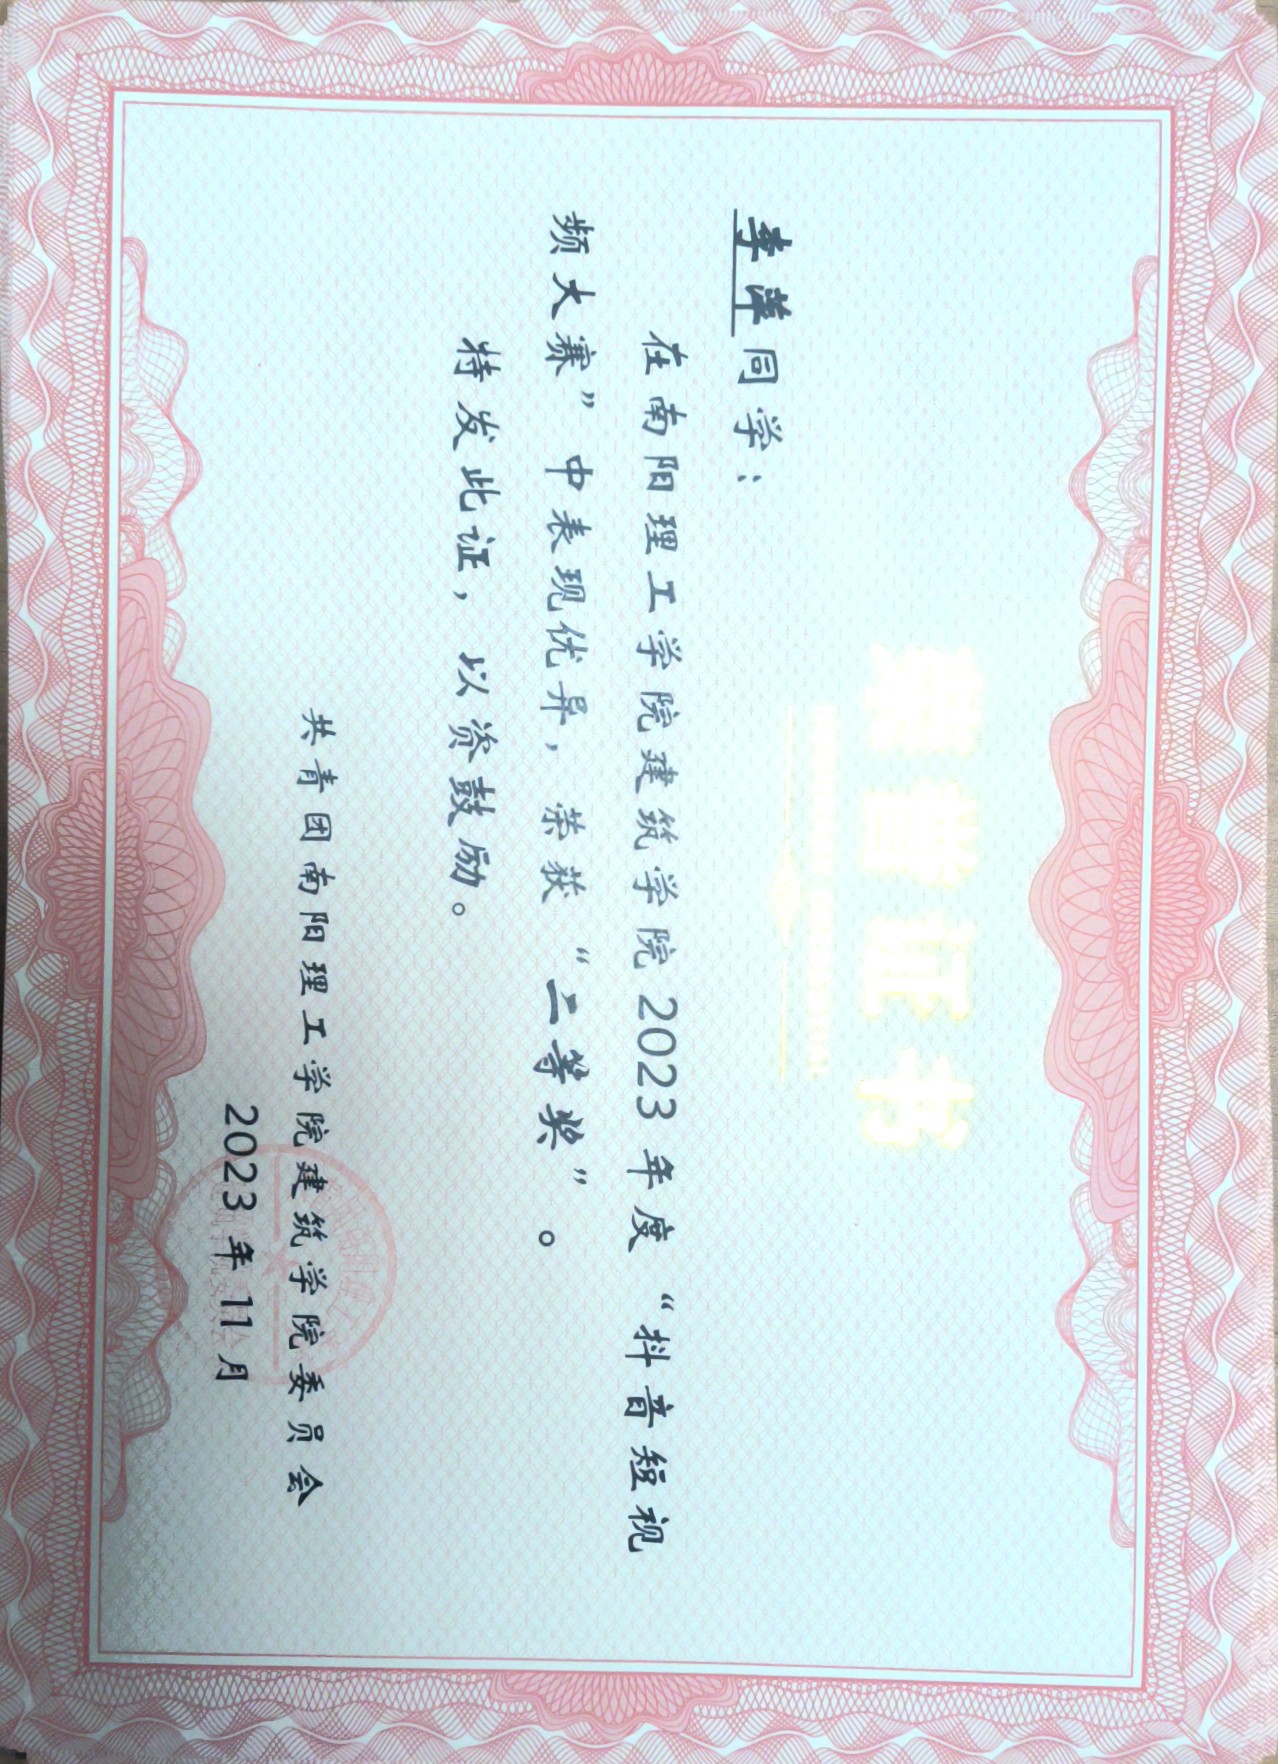 荣誉证书
李洋同学：
在南阳理工学院建筑学院2023年度“抖音短视
频大赛”中表现优异，荣获“二等奖”。
特发此证，以资鼓励。
共青团南阳理工学院建筑学院委员会
2023年11月